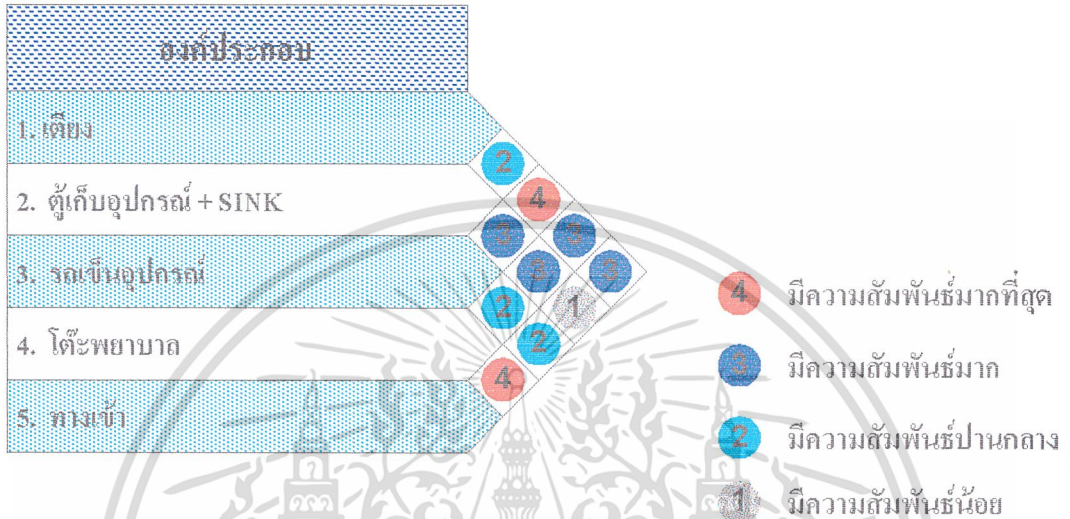 องค์ประกอบ
1. เตียง
2. ตู้เก็บอุปกรณ์ + SINK
3. รถเข็นอุปกรณ์
4. โต๊ะพยาบาล
5. ทางเข้า
2
4
3 3
3 3
2 1
2
4
4 มีความสัมพันธ์มากที่สุด
3 มีความสัมพันธ์มาก
2 มีความสัมพันธ์ปานกลาง
1 มีความสัมพันธ์น้อย